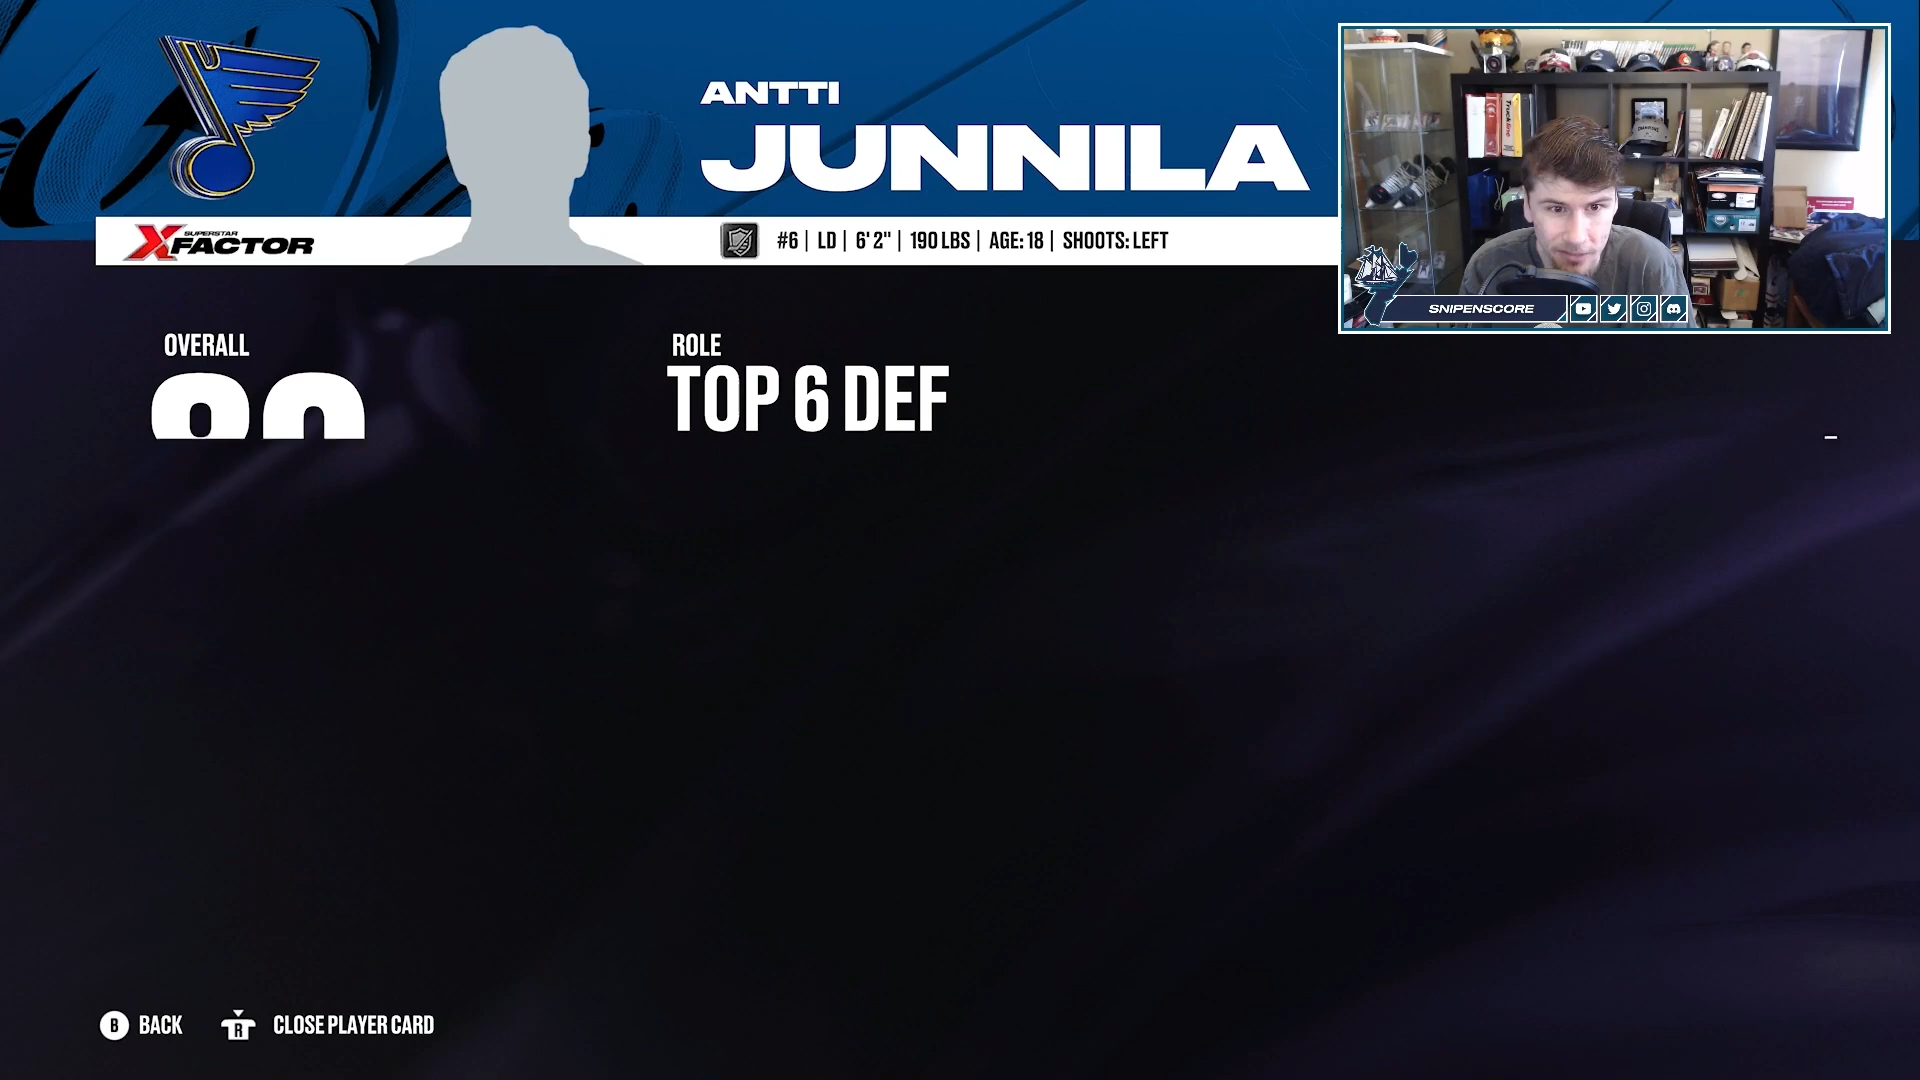 ANTTI
JUNNILA
SUPERSTAR
XFACTOR
#6 | LD | 6' 2" | 190 LBS | AGE: 18 | SHOOTS: LEFT
SNIPENSCORE
OVERALL
ROLE
TOP 6 DEF
B BACK
R CLOSE PLAYER CARD